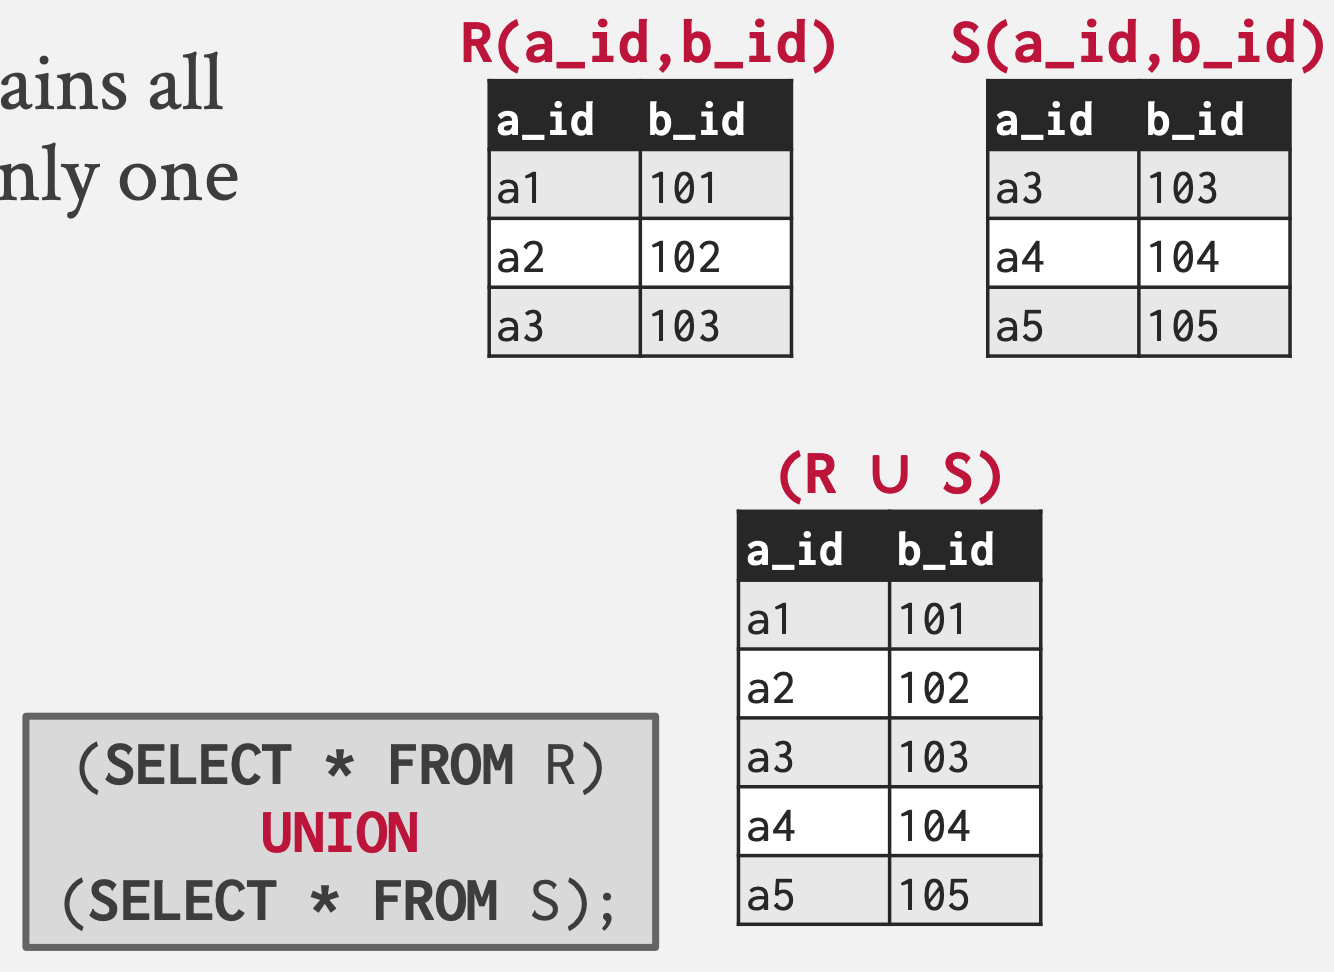 ains all
nly one
R(a_id,b_id)
a_id b_id
a1 101
a2 102
a3 103
S(a_id,b_id)
a_id b_id
a3 103
a4 104
a5 105
(R ∪ S)
a_id b_id
a1 101
a2 102
a3 103
a4 104
a5 105
(SELECT * FROM R)
UNION
(SELECT * FROM S);